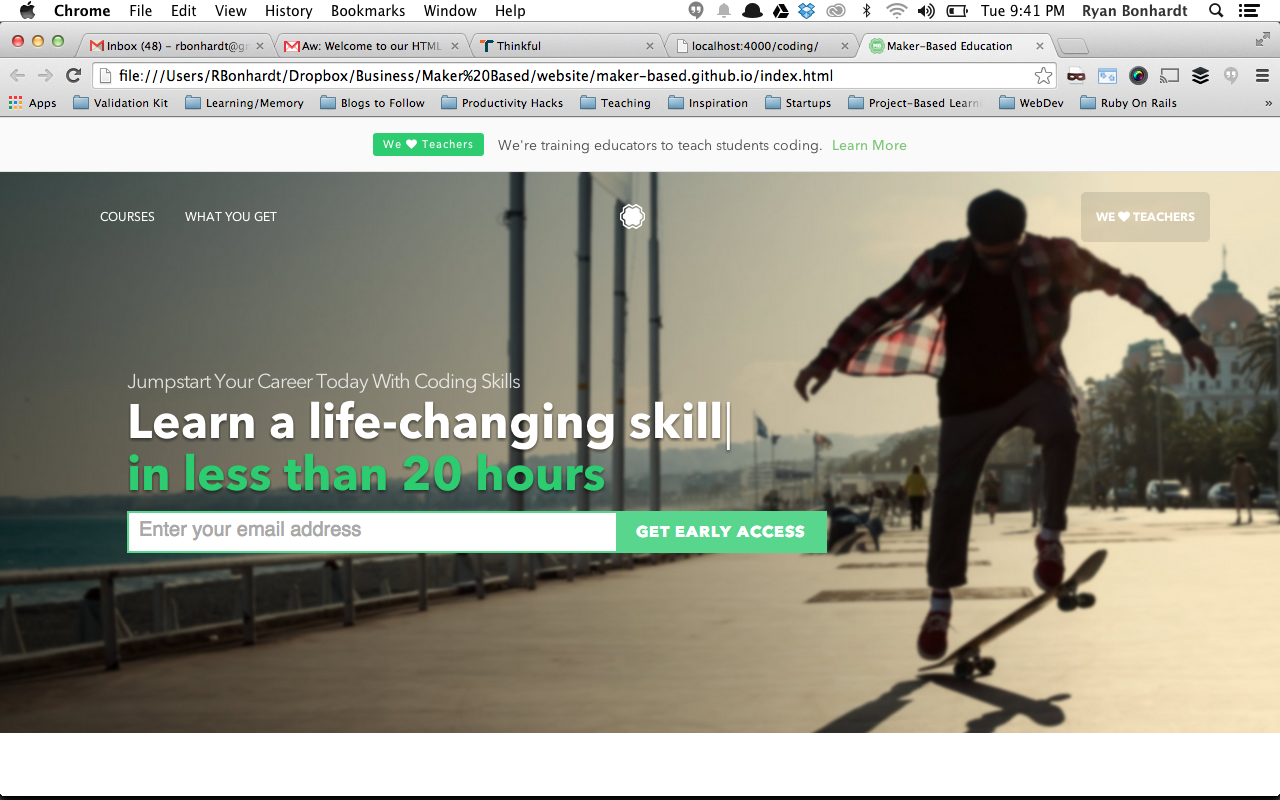 Chrome File Edit View History Bookmarks Window Help Tue 9:41 PM Ryan Bonhardt
Inbox (48) – rbonhardt@gr
Aw: Welcome to our HTML
Thinkful
localhost:4000/coding/
Maker-Based Education
file:///Users/RBonhardt/Dropbox/Business/Maker%20Based/website/maker-based.github.io/index.html
Apps Validation Kit Learning/Memory Blogs to Follow Productivity Hacks Teaching Inspiration Startups Project-Based Learn WebDev Ruby On Rails »
We ♥ Teachers We're training educators to teach students coding. Learn More
COURSES WHAT YOU GET WE ♥ TEACHERS
Jumpstart Your Career Today With Coding Skills
Learn a life-changing skill|
in less than 20 hours
Enter your email address GET EARLY ACCESS